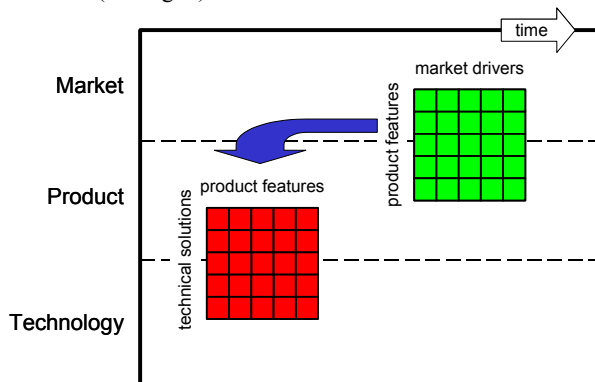 time
Market
market drivers
product features
Product
product features
technical solutions
Technology